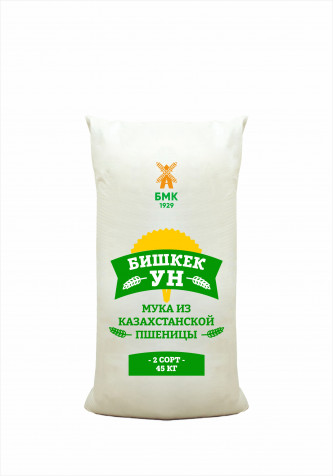 БМК
1929
БИШКЕК
УН
МУКА ИЗ
КАЗАХСТАНСКОЙ
ПШЕНИЦЫ
- 2 СОРТ -
45 КГ